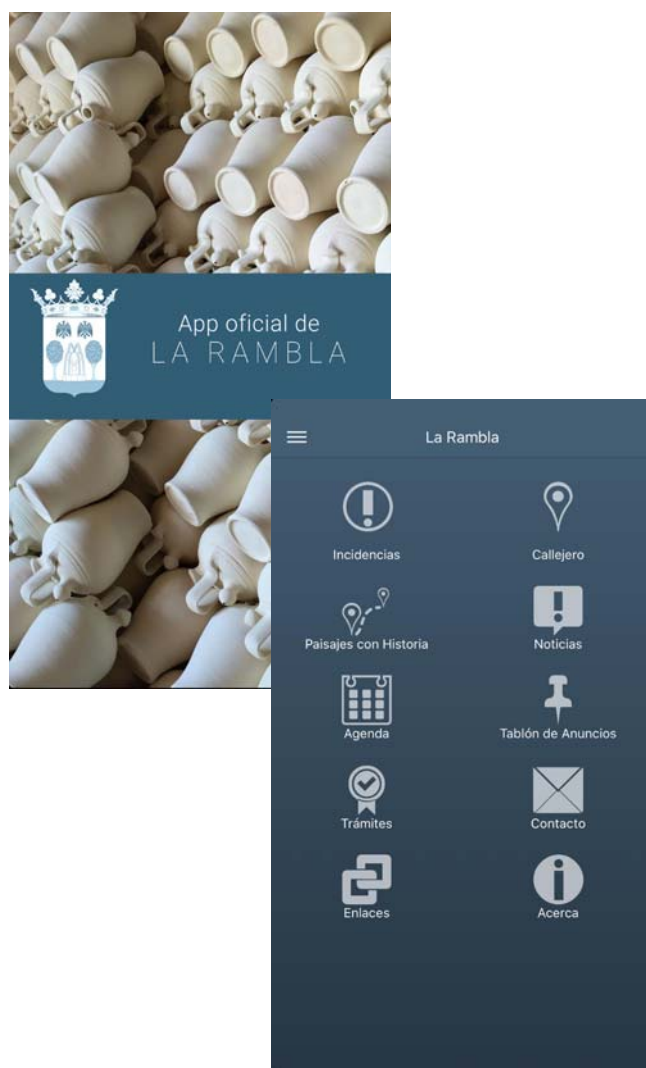 App oficial de
LA RAMBLA
La Rambla
Incidencias
Callejero
Paisajes con Historia
Noticias
Agenda
Tablón de Anuncios
Trámites
Contacto
Enlaces
Acerca